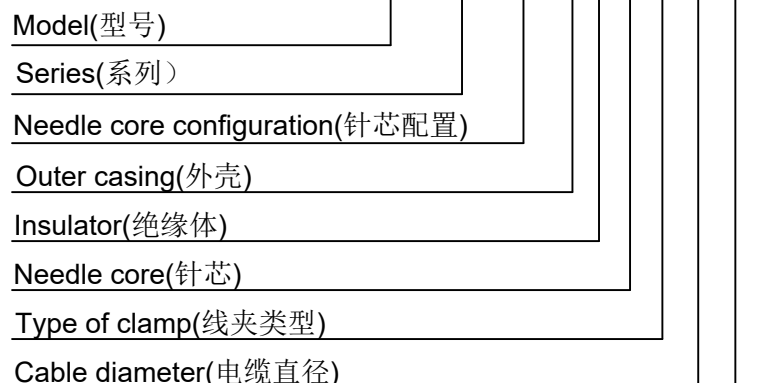 Model(型号)
Series(系列）
Needle core configuration(针芯配置)
Outer casing(外壳)
Insulator(绝缘体)
Needle core(针芯)
Type of clamp(线夹类型)
Cable diameter(电缆直径)